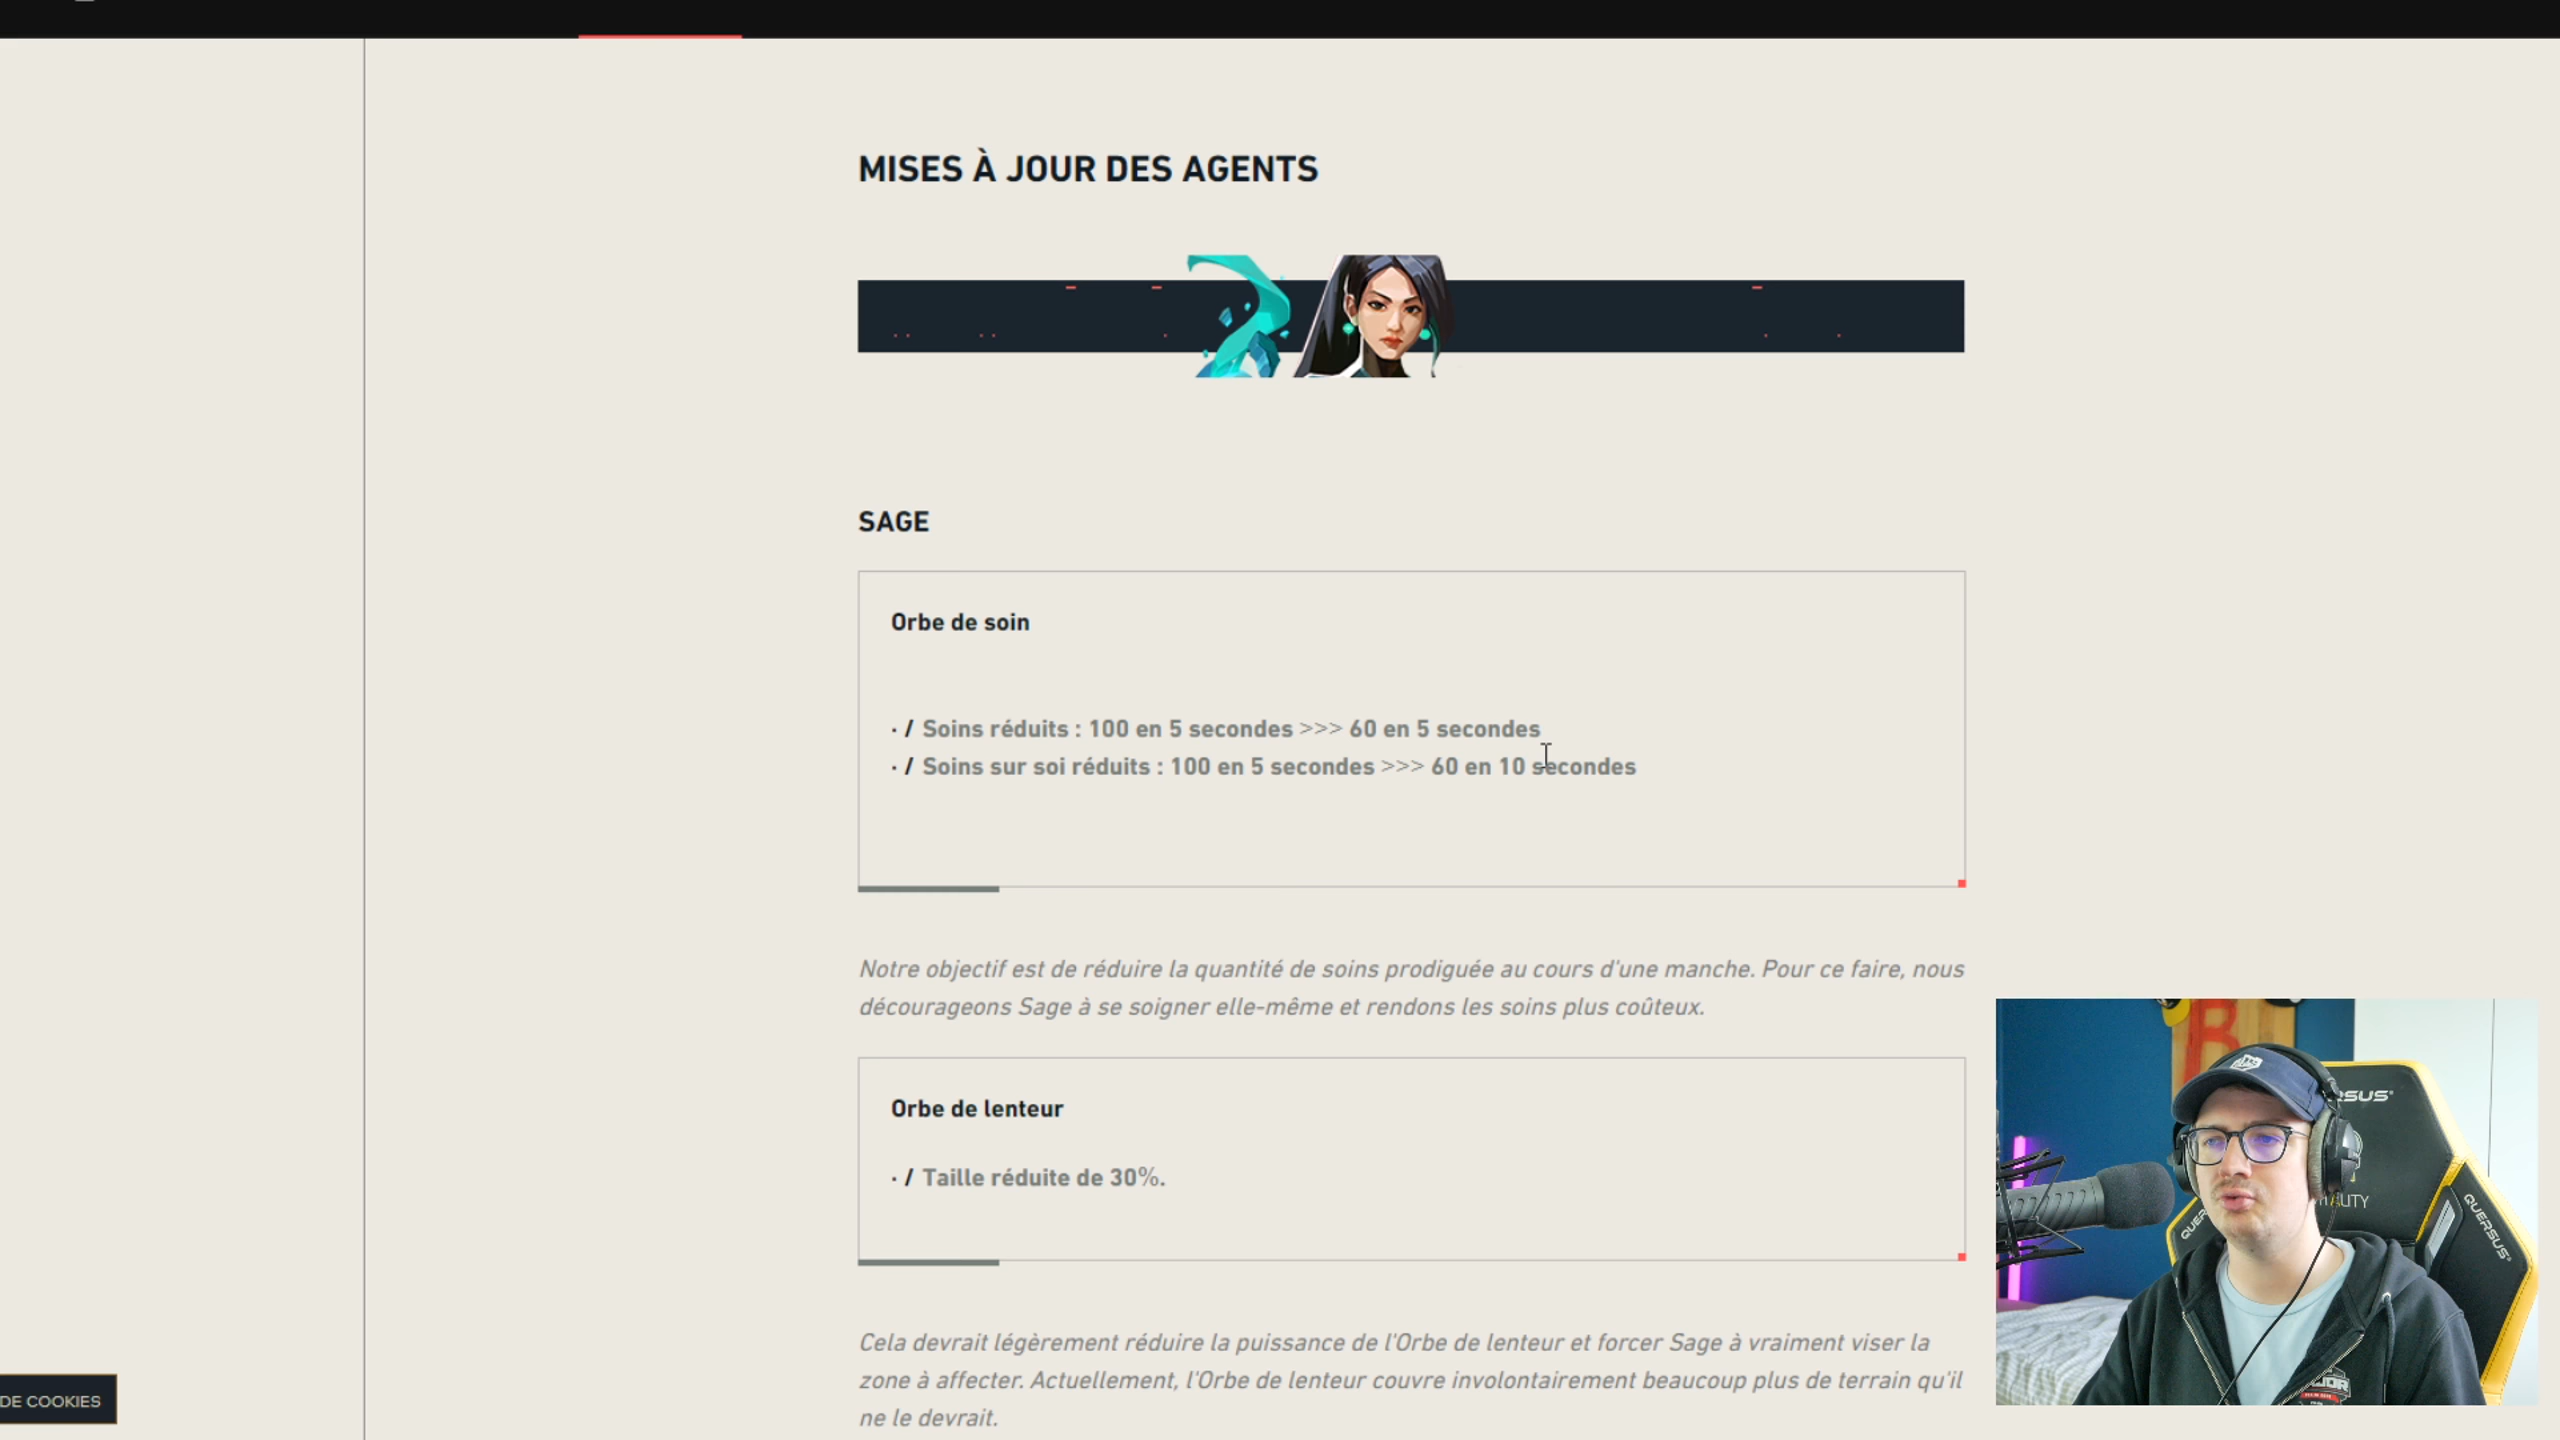 MISES À JOUR DES AGENTS
SAGE
Orbe de soin
· / Soins réduits : 100 en 5 secondes >>> 60 en 5 secondes
· / Soins sur soi réduits : 100 en 5 secondes >>> 60 en 10 secondes
Notre objectif est de réduire la quantité de soins prodiguée au cours d'une manche. Pour ce faire, nous
décourageons Sage à se soigner elle-même et rendons les soins plus coûteux.
Orbe de lenteur
· / Taille réduite de 30%.
Cela devrait légèrement réduire la puissance de l'Orbe de lenteur et forcer Sage à vraiment viser la
zone à affecter. Actuellement, l'Orbe de lenteur couvre involontairement beaucoup plus de terrain qu'il
ne le devrait.
DE COOKIES
QUERSUS